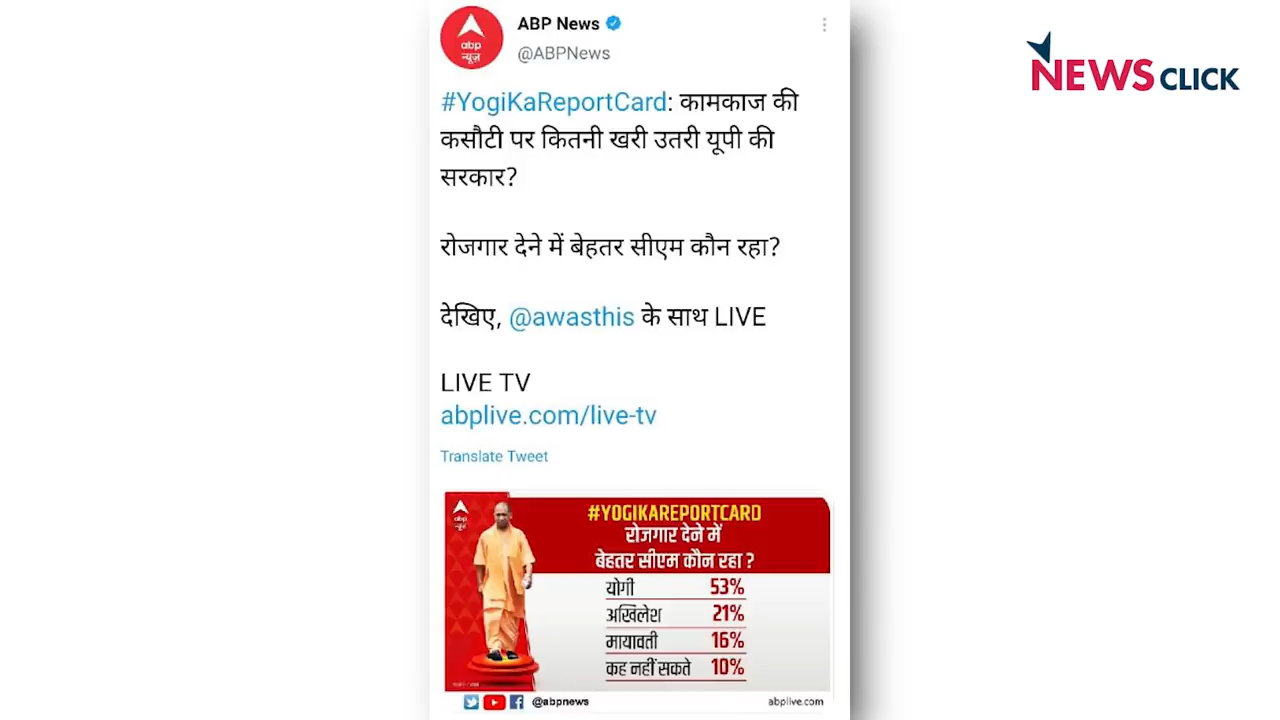 ABP News
@ABPNews
NEWS CLICK
#YogiKaReportCard: कामकाज की
कसौटी पर कितनी खरी उतरी यूपी की
सरकार?
रोजगार देने में बेहतर सीएम कौन रहा?
देखिए, @awasthis के साथ LIVE
LIVE TV
abplive.com/live-tv
Translate Tweet
abp
न्यूज़
#YOGIKAREPORTCARD
रोजगार देने में
बेहतर सीएम कौन रहा ?
योगी 53%
अखिलेश 21%
मायावती 16%
कह नहीं सकते 10%
@abpnews
abplive.com
abp
न्यूज़